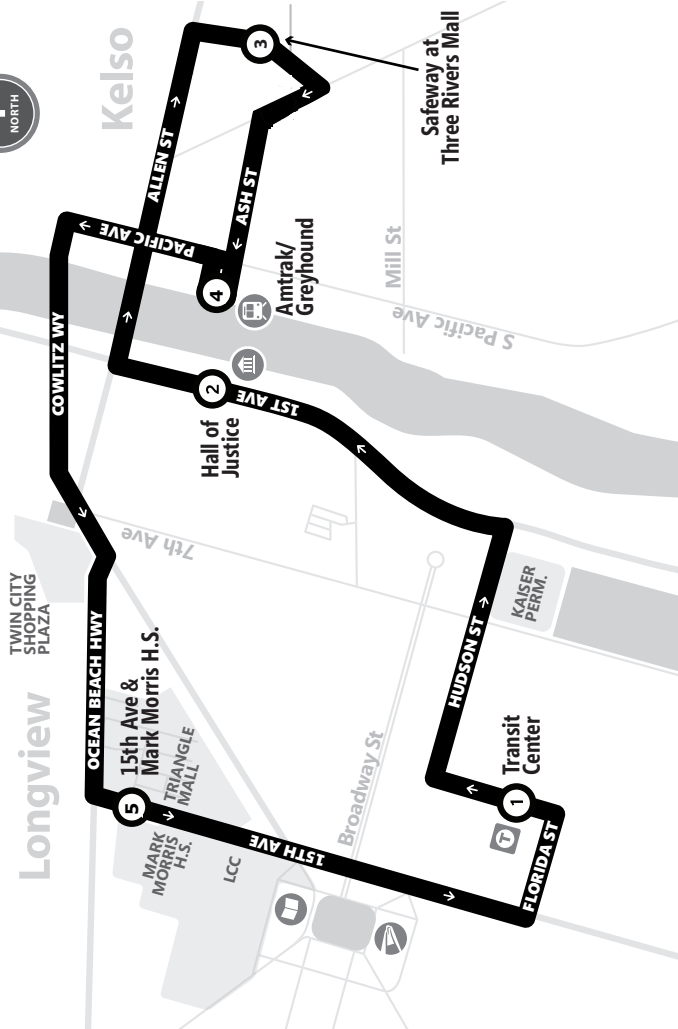 NORTH
Kelso
3
Safeway at
Three Rivers Mall
ALLEN ST
ASH ST
PACIFIC AVE
4
Amtrak/
Greyhound
Mill St
S Pacific Ave
COWLITZ WY
2
Hall of
Justice
1ST AVE
7th Ave
TWIN CITY
SHOPPING
PLAZA
KAISER
PERM.
OCEAN BEACH HWY
HUDSON ST
Longview
5
15th Ave &
Mark Morris H.S.
TRIANGLE
MALL
MARK
MORRIS
H.S.
LCC
15TH AVE
Broadway St
1
Transit
Center
T
FLORIDA ST